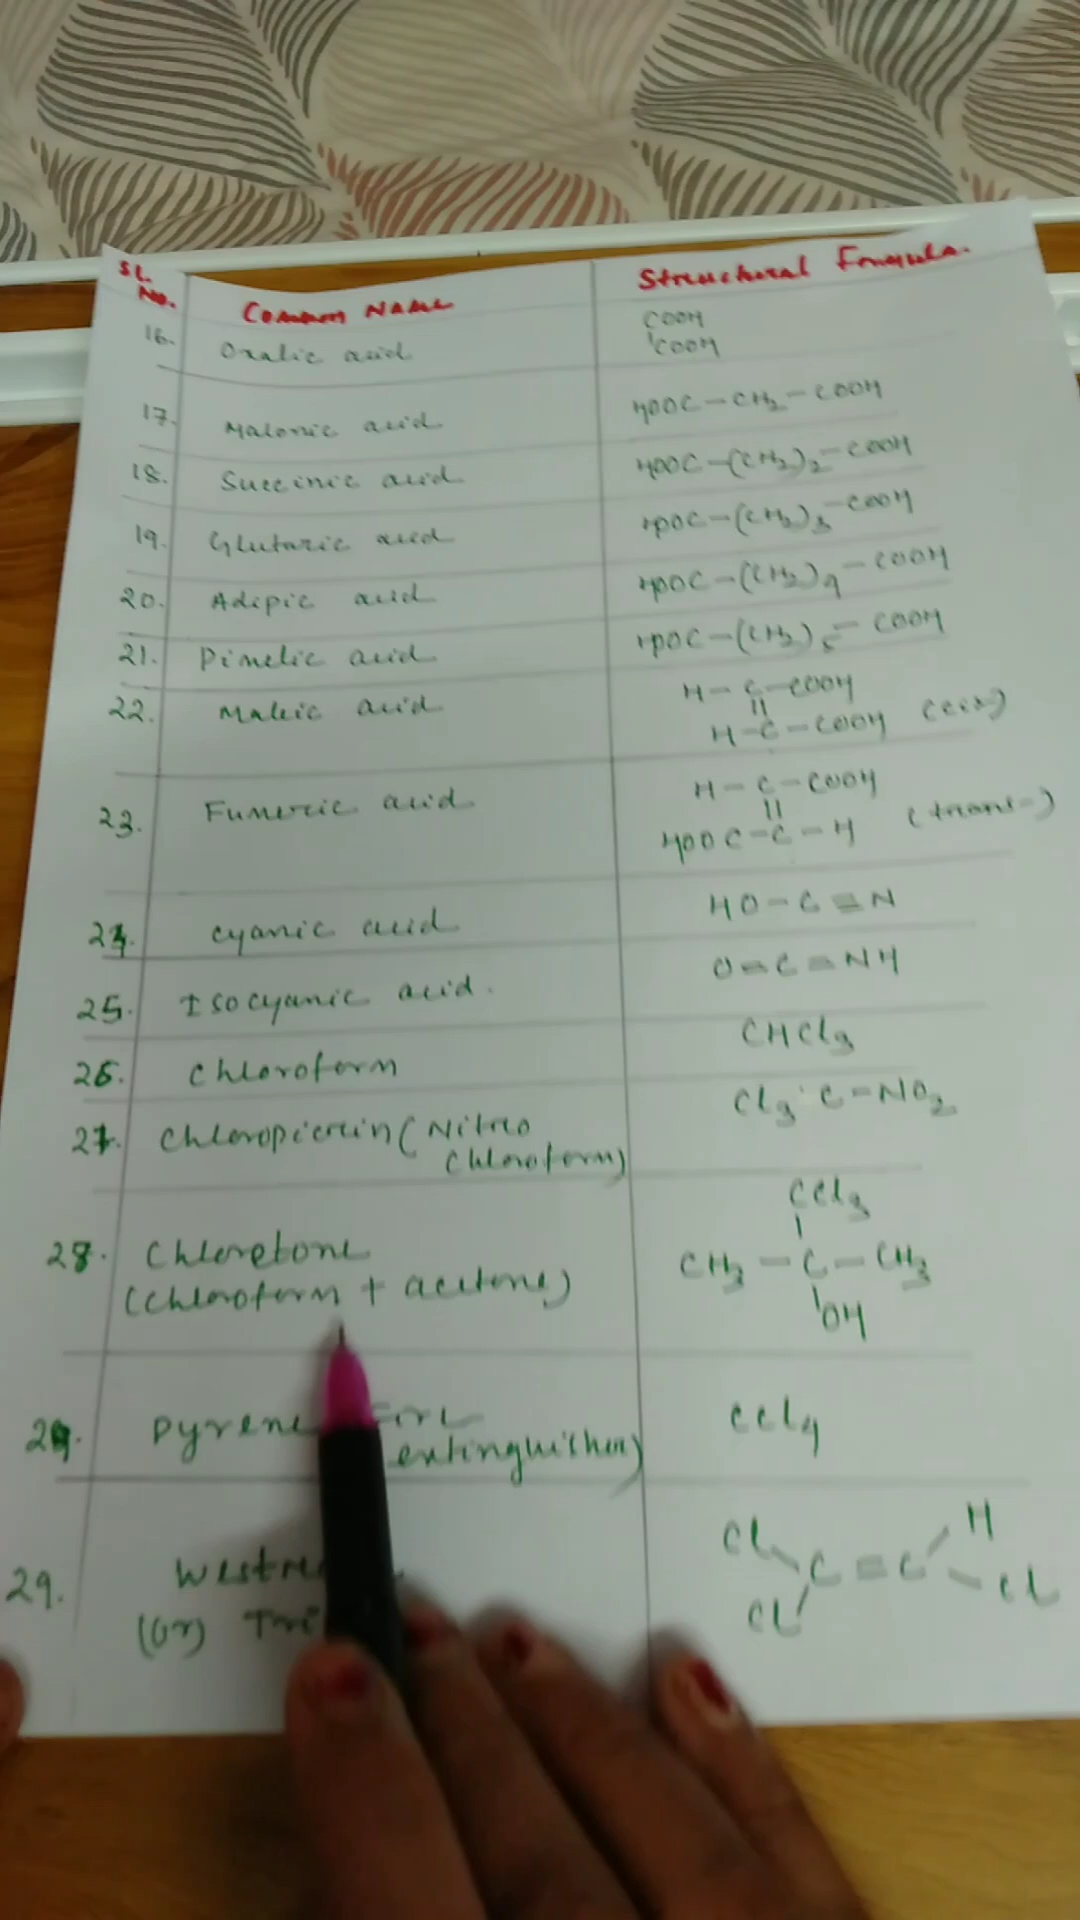 SL. No. Common Name Structural Formula.
16. Oxalic acid COOH
COOH
17. Malonic acid HOOC-CH2-COOH
18. Succinic acid HOOC-(CH2)2-COOH
19. Glutaric acid HOOC-(CH2)3-COOH
20. Adipic acid HOOC-(CH2)4-COOH
21. Pimelic acid HOOC-(CH2)5-COOH
22. Maleic acid H-C-COOH
H-C-COOH (cis)
23. Fumeric acid H-C-COOH
HOOC-C-H (trans-)
24. Cyanic acid HO-C≡N
25. Isocyanic acid. O=C=NH
26. Chloroform CHCl3
27. Chloropicrin (Nitro Cl3C-NO2
Chloroform)
28. Chloretone CCl3
(Chloroform + acetone) CH3-C-CH3
OH
Pyrene extinguisher) CCl4
29. Cl C=C H
(or) Cl Cl